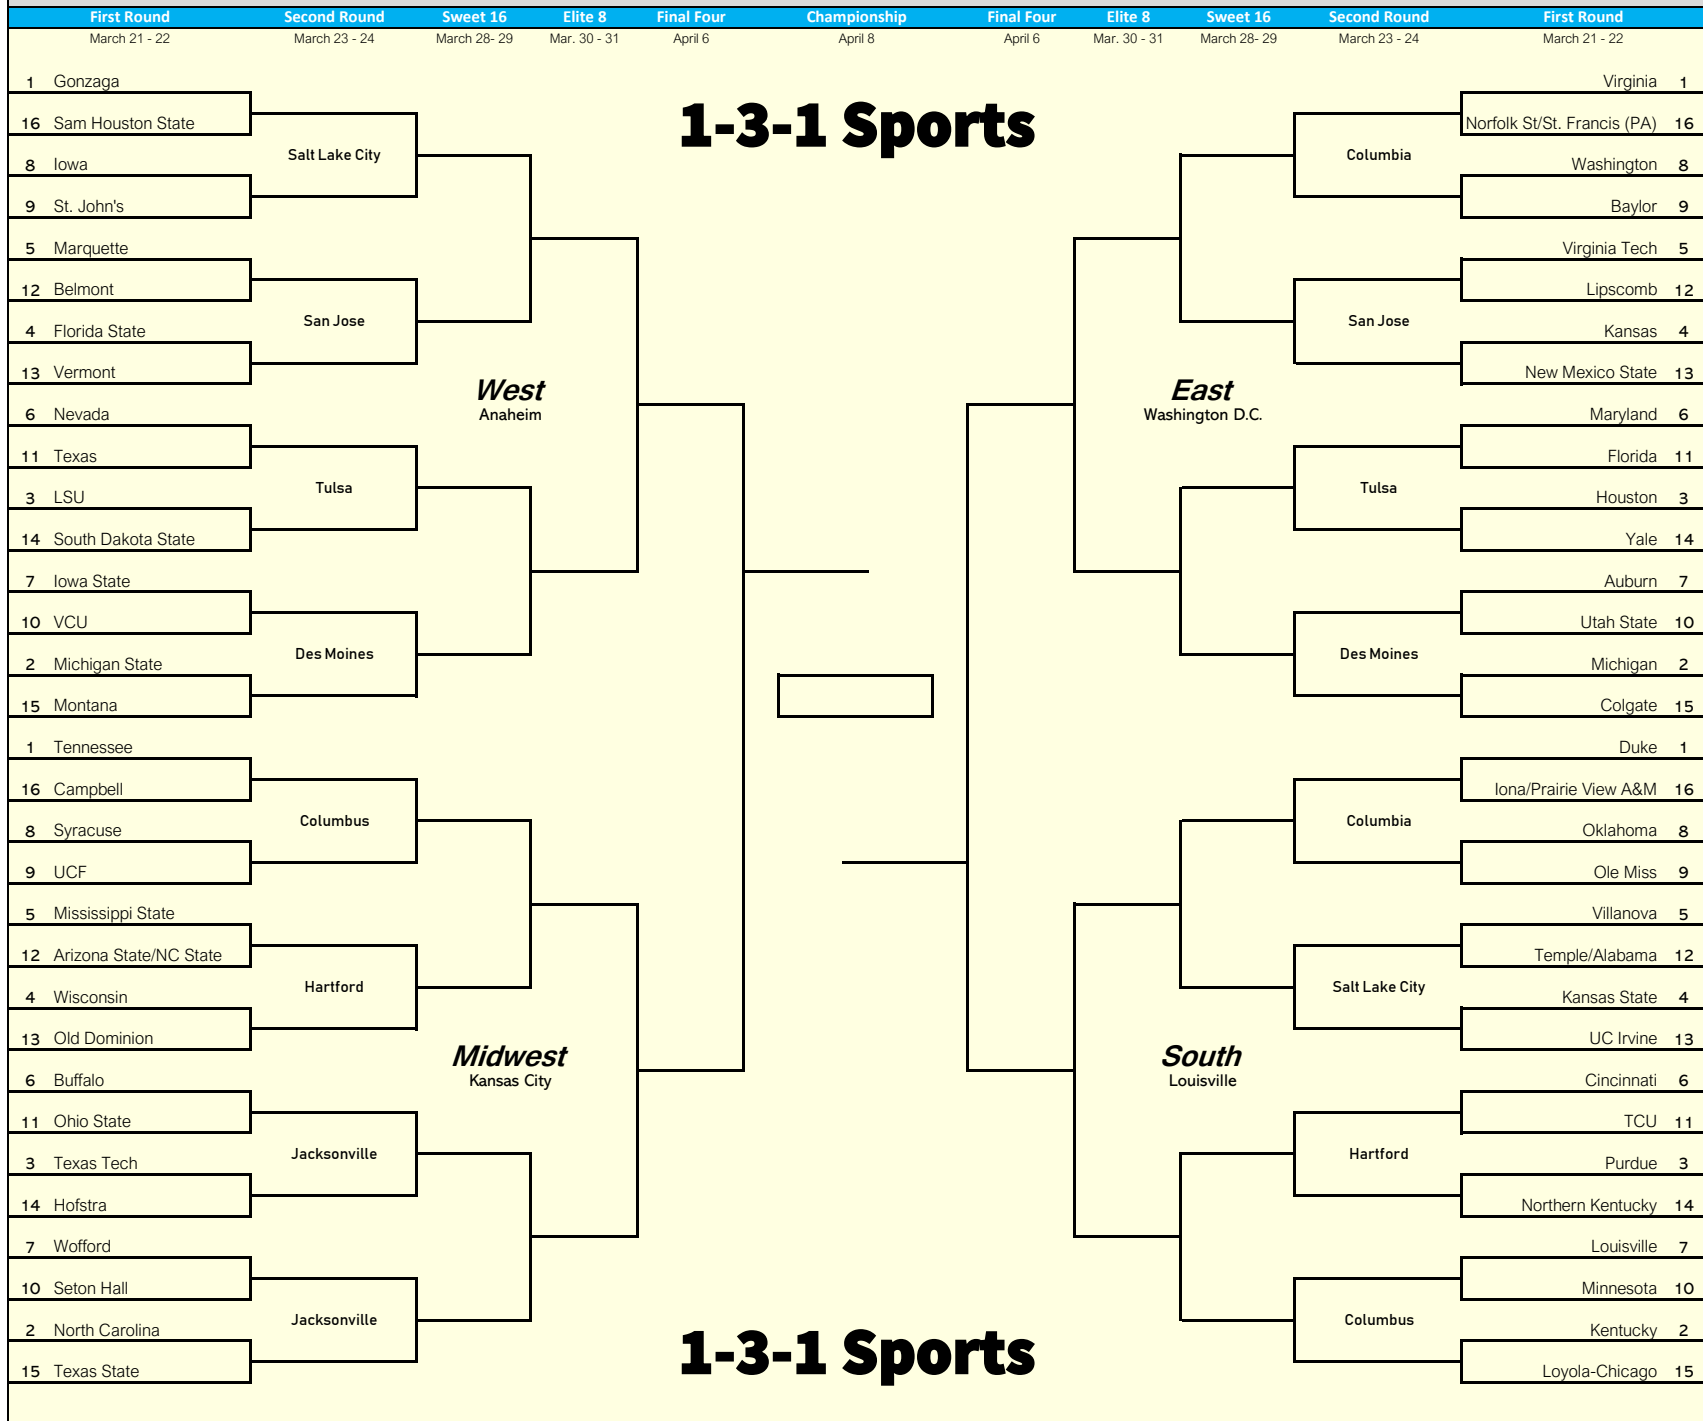 First Round Second Round Sweet 16 Elite 8 Final Four Championship Final Four Elite 8 Sweet 16 Second Round First Round
March 21 - 22 March 23 - 24 March 28- 29 Mar. 30 - 31 April 6 April 8 April 6 Mar. 30 - 31 March 28- 29 March 23 - 24 March 21 - 22
1-3-1 Sports
1 Gonzaga
16 Sam Houston State
Salt Lake City
8 Iowa
9 St. John's
5 Marquette
12 Belmont
San Jose
4 Florida State
13 Vermont
West
Anaheim
6 Nevada
11 Texas
Tulsa
3 LSU
14 South Dakota State
7 Iowa State
10 VCU
Des Moines
2 Michigan State
15 Montana
1 Tennessee
16 Campbell
Columbus
8 Syracuse
9 UCF
5 Mississippi State
12 Arizona State/NC State
Hartford
4 Wisconsin
13 Old Dominion
Midwest
Kansas City
6 Buffalo
11 Ohio State
Jacksonville
3 Texas Tech
14 Hofstra
7 Wofford
10 Seton Hall
Jacksonville
2 North Carolina
15 Texas State
Virginia 1
Norfolk St/St. Francis (PA) 16
Columbia
Washington 8
Baylor 9
Virginia Tech 5
Lipscomb 12
San Jose
Kansas 4
New Mexico State 13
East
Washington D.C.
Maryland 6
Florida 11
Tulsa
Houston 3
Yale 14
Auburn 7
Utah State 10
Des Moines
Michigan 2
Colgate 15
Duke 1
Iona/Prairie View A&M 16
Columbia
Oklahoma 8
Ole Miss 9
Villanova 5
Temple/Alabama 12
Salt Lake City
Kansas State 4
UC Irvine 13
South
Louisville
Cincinnati 6
TCU 11
Hartford
Purdue 3
Northern Kentucky 14
Louisville 7
Minnesota 10
Columbus
Kentucky 2
Loyola-Chicago 15
1-3-1 Sports